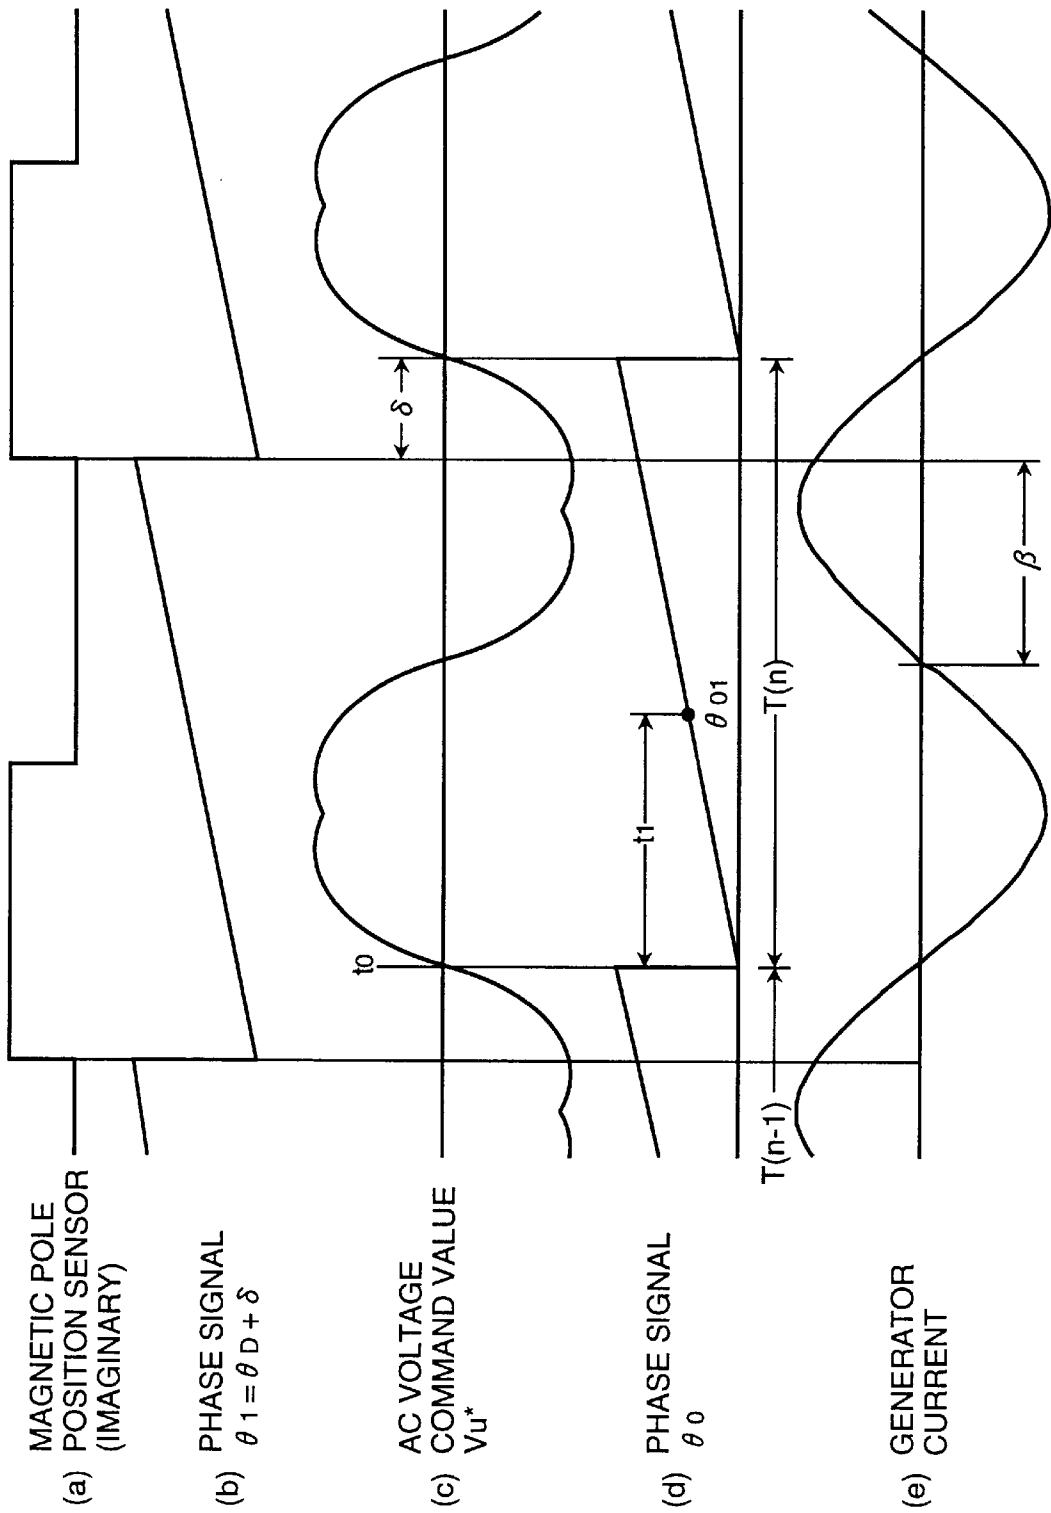 MAGNETIC POLE
(a) POSITION SENSOR
(IMAGINARY)
PHASE SIGNAL
(b) θ1=θD+δ
AC VOLTAGE
(c) COMMAND VALUE
Vu*
t0
δ
PHASE SIGNAL
(d) θ0
t1
θ01
T(n-1)
T(n)
GENERATOR
(e) CURRENT
β